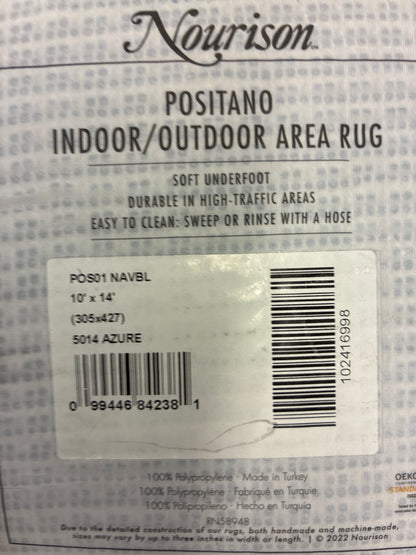 Nourison
POSITANO
INDOOR/OUTDOOR AREA RUG
SOFT UNDERFOOT
DURABLE IN HIGH-TRAFFIC AREAS
EASY TO CLEAN: SWEEP OR RINSE WITH A HOSE
POS01 NAVBL
10' x 14'
(305x427)
5014 AZURE
0 99446 84238 1
102416998
100% Polypropylene · Made in Turkey
100% Polypropylene · Fabriqué en Turquie
100% Polipropileno · Hecho en Turquía
RN58948
Due to the detailed construction of our rugs, both handmade and machine-made,
sizes may vary by up to three inches in width or length. | © 2022 Nourison
OEKO
STANDA